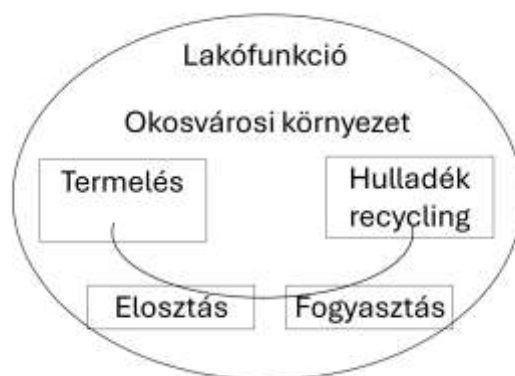 Lakófunkció
Okosvárosi környezet
Termelés
Hulladék
recycling
Elosztás
Fogyasztás